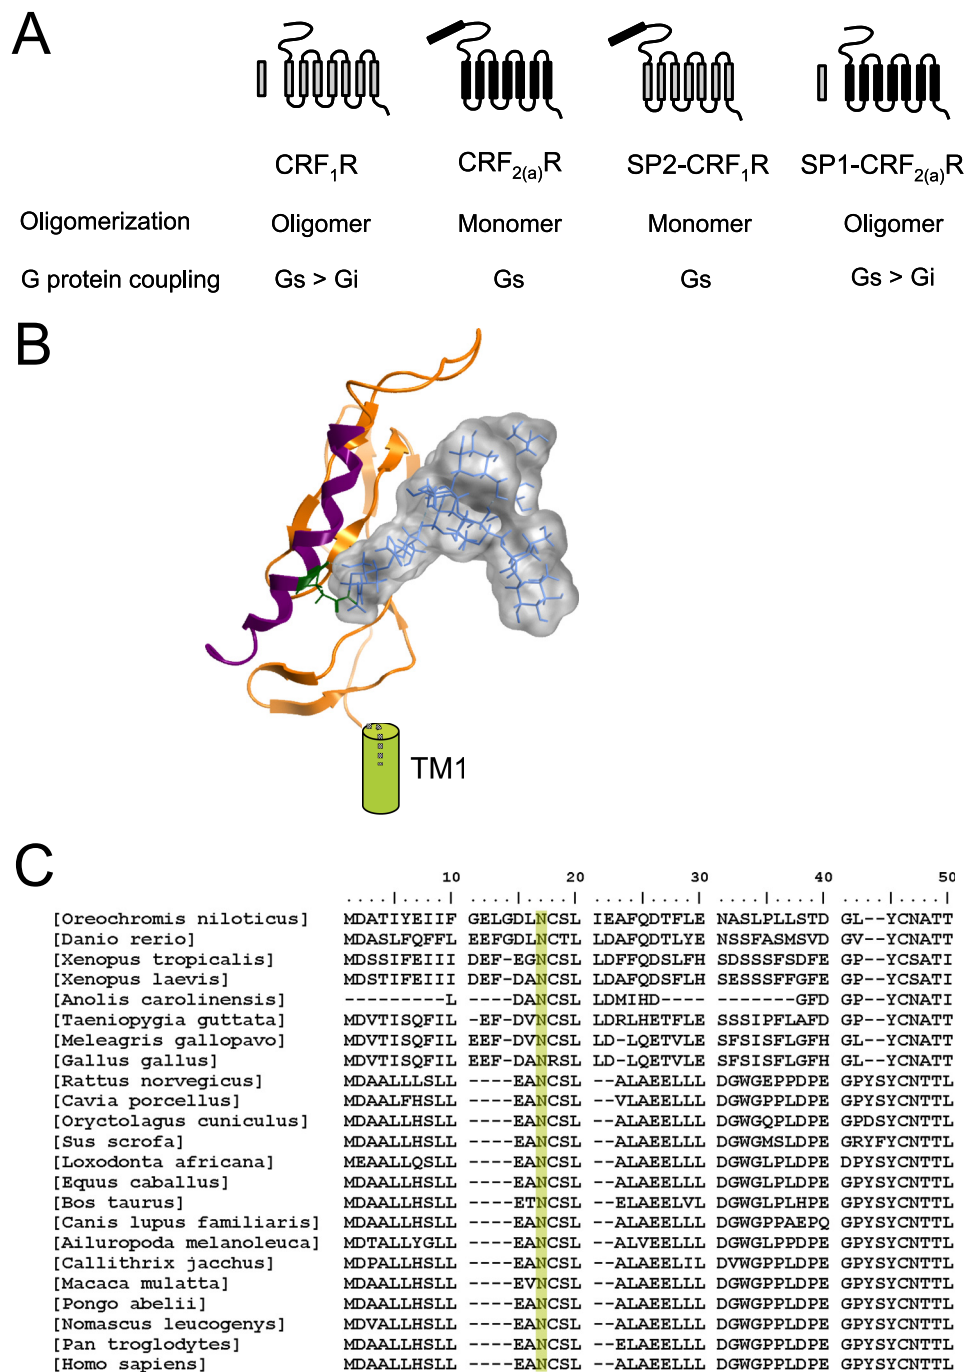 A
CRF1R CRF2(a)R SP2-CRF1R SP1-CRF2(a)R
Oligomerization Oligomer Monomer Monomer Oligomer
G protein coupling Gs > Gi Gs Gs Gs > Gi
B
TM1
C
10 20 30 40 50
[Oreochromis niloticus] MDATIYEIIF GELGDLNCSL IEAFQDTFLE NASLPLLSTD GL--YCNATT
[Danio rerio] MDASLFQFFL EEFGDLNCTL LDAFQDTLYE NSSFASMSVD GV--YCNATT
[Xenopus tropicalis] MDSSIFEIII DEF-EGNCSLL LDFFQDSLFH SDSSSFSDFE GP--YCSATI
[Xenopus laevis] MDSTIFEIII DEF-DANCSL LDAFQDSFLH SESSSFFGFE GP--YCSATI
[Anolis carolinensis] ---------L ----DANCSL LDMIHD---- -------GFD GP--YCNATI
[Taeniopygia guttata] MDVTISQFIL -EF-DVNCSL LDRLHETFLE SSSIPFLAFD GP--YCNATT
[Meleagris gallopavo] MDVTISQFIL EEF-DVNCSL LD-LQETVLE SFSISFLGFH GL--YCNATT
[Gallus gallus] MDVTISQFIL EEF-DANRSL LD-LQETVLE SFSISFLGFH GL--YCNATT
[Rattus norvegicus] MDAALLLSLL ----EANCSL --ALAEELLL DGWGEPPDPE GPYSYCNTTL
[Cavia porcellus] MDAALFHSLL ----EANCSL --VLAEELLL DGWGPPLDPE GPYSYCNTTL
[Oryctolagus cuniculus] MDAALLHSLL ----EANCSL --ALAEELLL DGWGQPLDPE GPDSYCNTTL
[Sus scrofa] MDAALLHSLL ----EANCSL --ALAEELLL DGWGMSLDPE GRYFYCNTTL
[Loxodonta africana] MEAALLQSLL ----EANCSL --ALAEELLL DGWGLPLDPE DPYSYCNTTL
[Equus caballus] MDAALLHSLL ----EANCSL --ALAEELLL DGWGLPLDPE GPYSYCNTTL
[Bos taurus] MDAALLHSLL ----ETNCSL --ELAEELVL DGWGLPLHPE GPYSYCNTTL
[Canis lupus familiaris] MDAALLHSLL ----EANCSL --ALAEELLL DGWGPPAEPQ GPYSYCNTTL
[Ailuropoda melanoleuca] MDTALLYGLL ----EANCSL --ALVEELLL DGWGLPPDPE GPYSYCNTTL
[Callithrix jacchus] MDPALLHSLL ----EANCSL --ALAEELIL DVWGPPLDPE GPYSYCNTTL
[Macaca mulatta] MDAALLHSLL ----EVNCSL --ALAEELLL DGWGPPLDPE GPYSYCNTTL
[Pongo abelii] MDAALLHSLL ----EANCSL --ALAEELLL DGWGPPLDPE GPYSYCNTTL
[Nomascus leucogenys] MDVALLHSLL ----EANCSL --ALAEELLL DGWGPPLDPE GPYSYCNTTL
[Pan troglodytes] MDAALLHSLL ----EANCSL --ELAEELLL DGWGPPLDPE GPYSYCNTTL
[Homo sapiens] MDAALLHSLL ----EANCSL --ALAEELLL DGWGPPLDPE GPYSYCNTTL